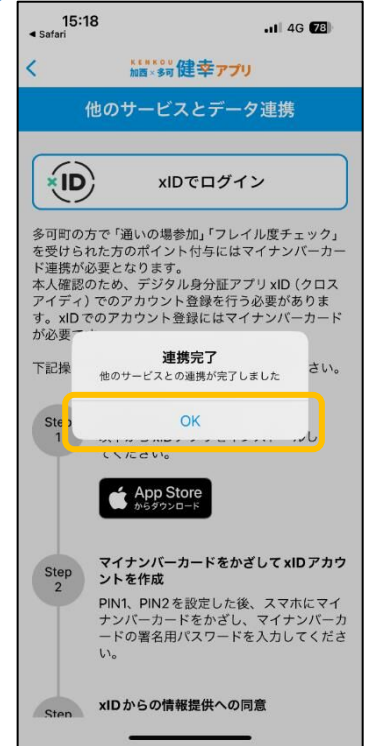 15:18
◀ Safari
4G 78
KENKOU
加西×多可 健幸アプリ
他のサービスとデータ連携
xID
xIDでログイン
多可町の方で「通いの場参加」「フレイル度チェック」
を受けられた方のポイント付与にはマイナンバーカー
ド連携が必要となります。
本人確認のため、デジタル身分証アプリ xID（クロス
アイディ）でのアカウント登録を行う必要がありま
す。xID でのアカウント登録にはマイナンバーカード
が必要
下記操
さい。
連携完了
他のサービスとの連携が完了しました
OK
Step
1
てください。
App Store
からダウンロード
Step
2
マイナンバーカードをかざして xID アカウ
ントを作成
PIN1、PIN2 を設定した後、スマホにマイ
ナンバーカードをかざし、マイナンバーカ
ードの署名用パスワードを入力してくださ
い。
Step
xID からの情報提供への同意